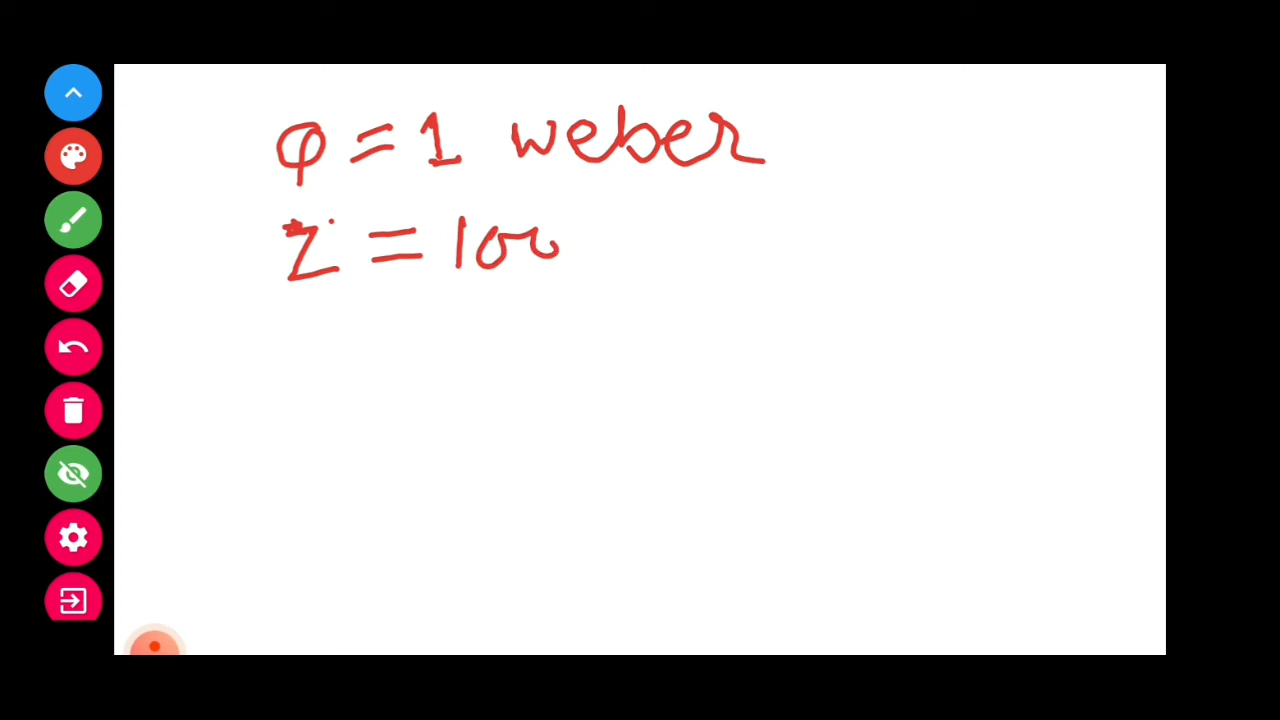 φ = 1 weber
Z = 100